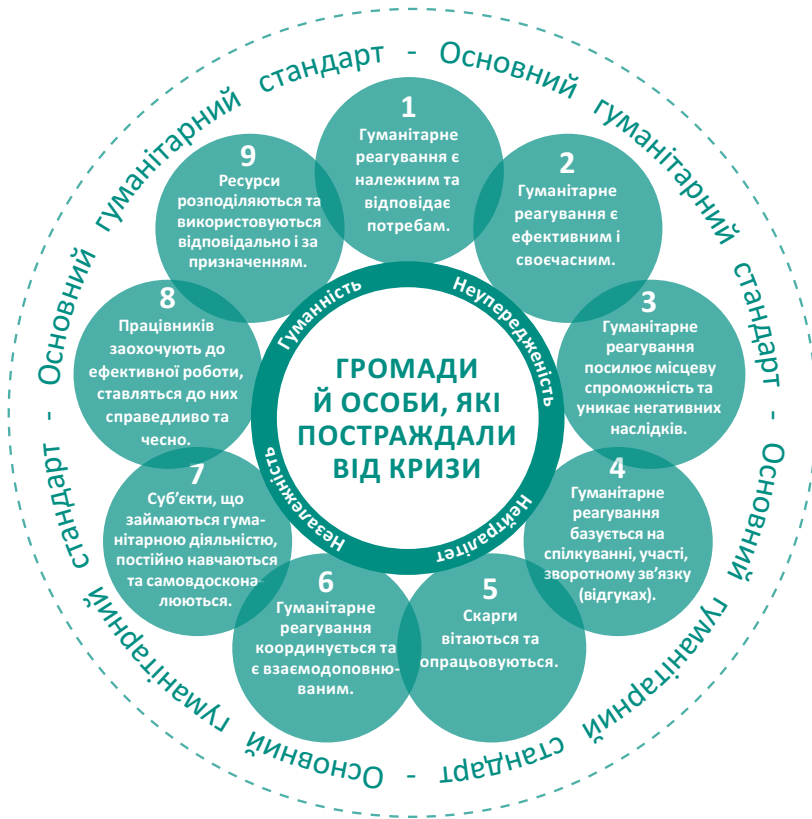 Основний гуманітарний стандарт - Основний гуманітарний стандарт - Основний гуманітарний стандарт - Основний гуманітарний стандарт - Основний гуманітарний стандарт -
1
Гуманітарне
реагування є
належним та
відповідає
потребам.
2
Гуманітарне
реагування є
ефективним і
своєчасним.
3
Гуманітарне
реагування
посилює місцеву
спроможність та
уникає негативних
наслідків.
4
Гуманітарне
реагування
базується на
спілкуванні, участі,
зворотному зв’язку
(відгуках).
5
Скарги
вітаються та
опрацьовуються.
6
Гуманітарне
реагування
координується та
є взаємодоповню-
ваним.
7
Суб’єкти, що
займаються гума-
нітарною діяльністю,
постійно навчаються
та самовдоскона-
люються.
8
Працівників
заохочують до
ефективної роботи,
ставляться до них
справедливо та
чесно.
9
Ресурси
розподіляються та
використовуються
відповідально і за
призначенням.
Гуманність
Неупередженість
Нейтралітет
Незалежність
ГРОМАДИ
Й ОСОБИ, ЯКІ
ПОСТРАЖДАЛИ
ВІД КРИЗИ